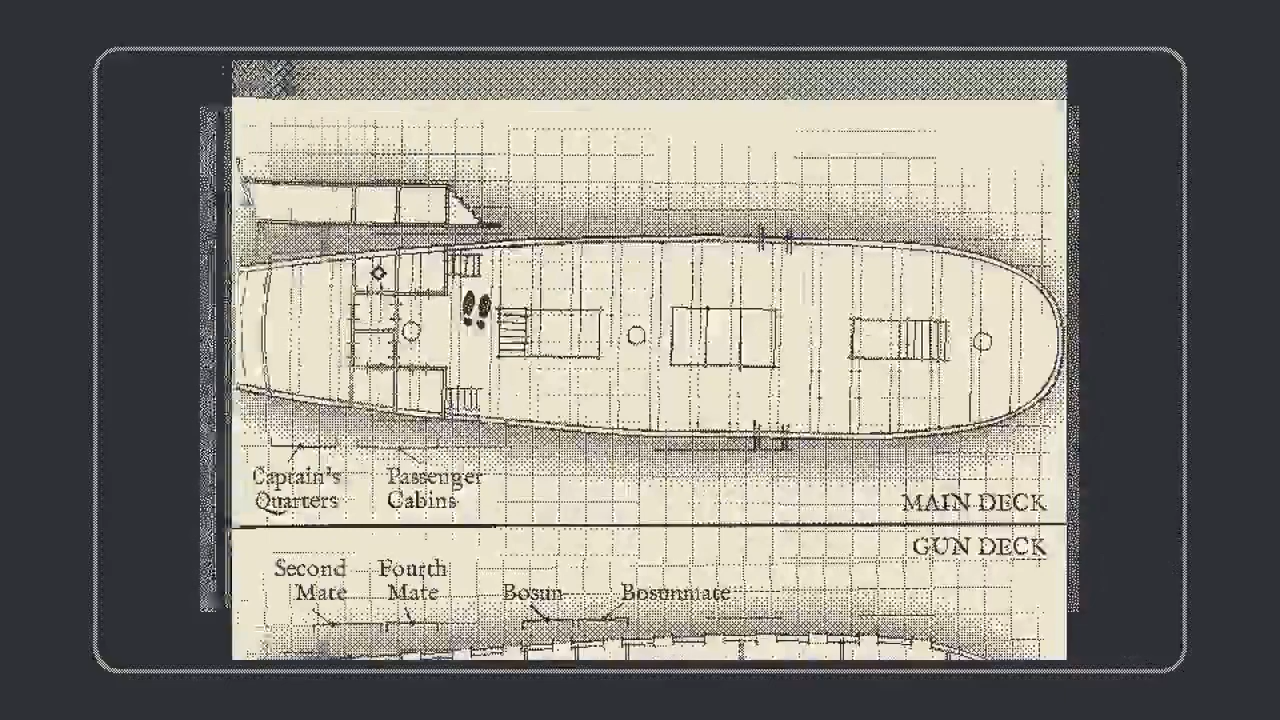 Captain's
Quarters
Passenger
Cabins
MAIN DECK
GUN DECK
Second
Mate
Fourth
Mate
Bosun
Bosunmate